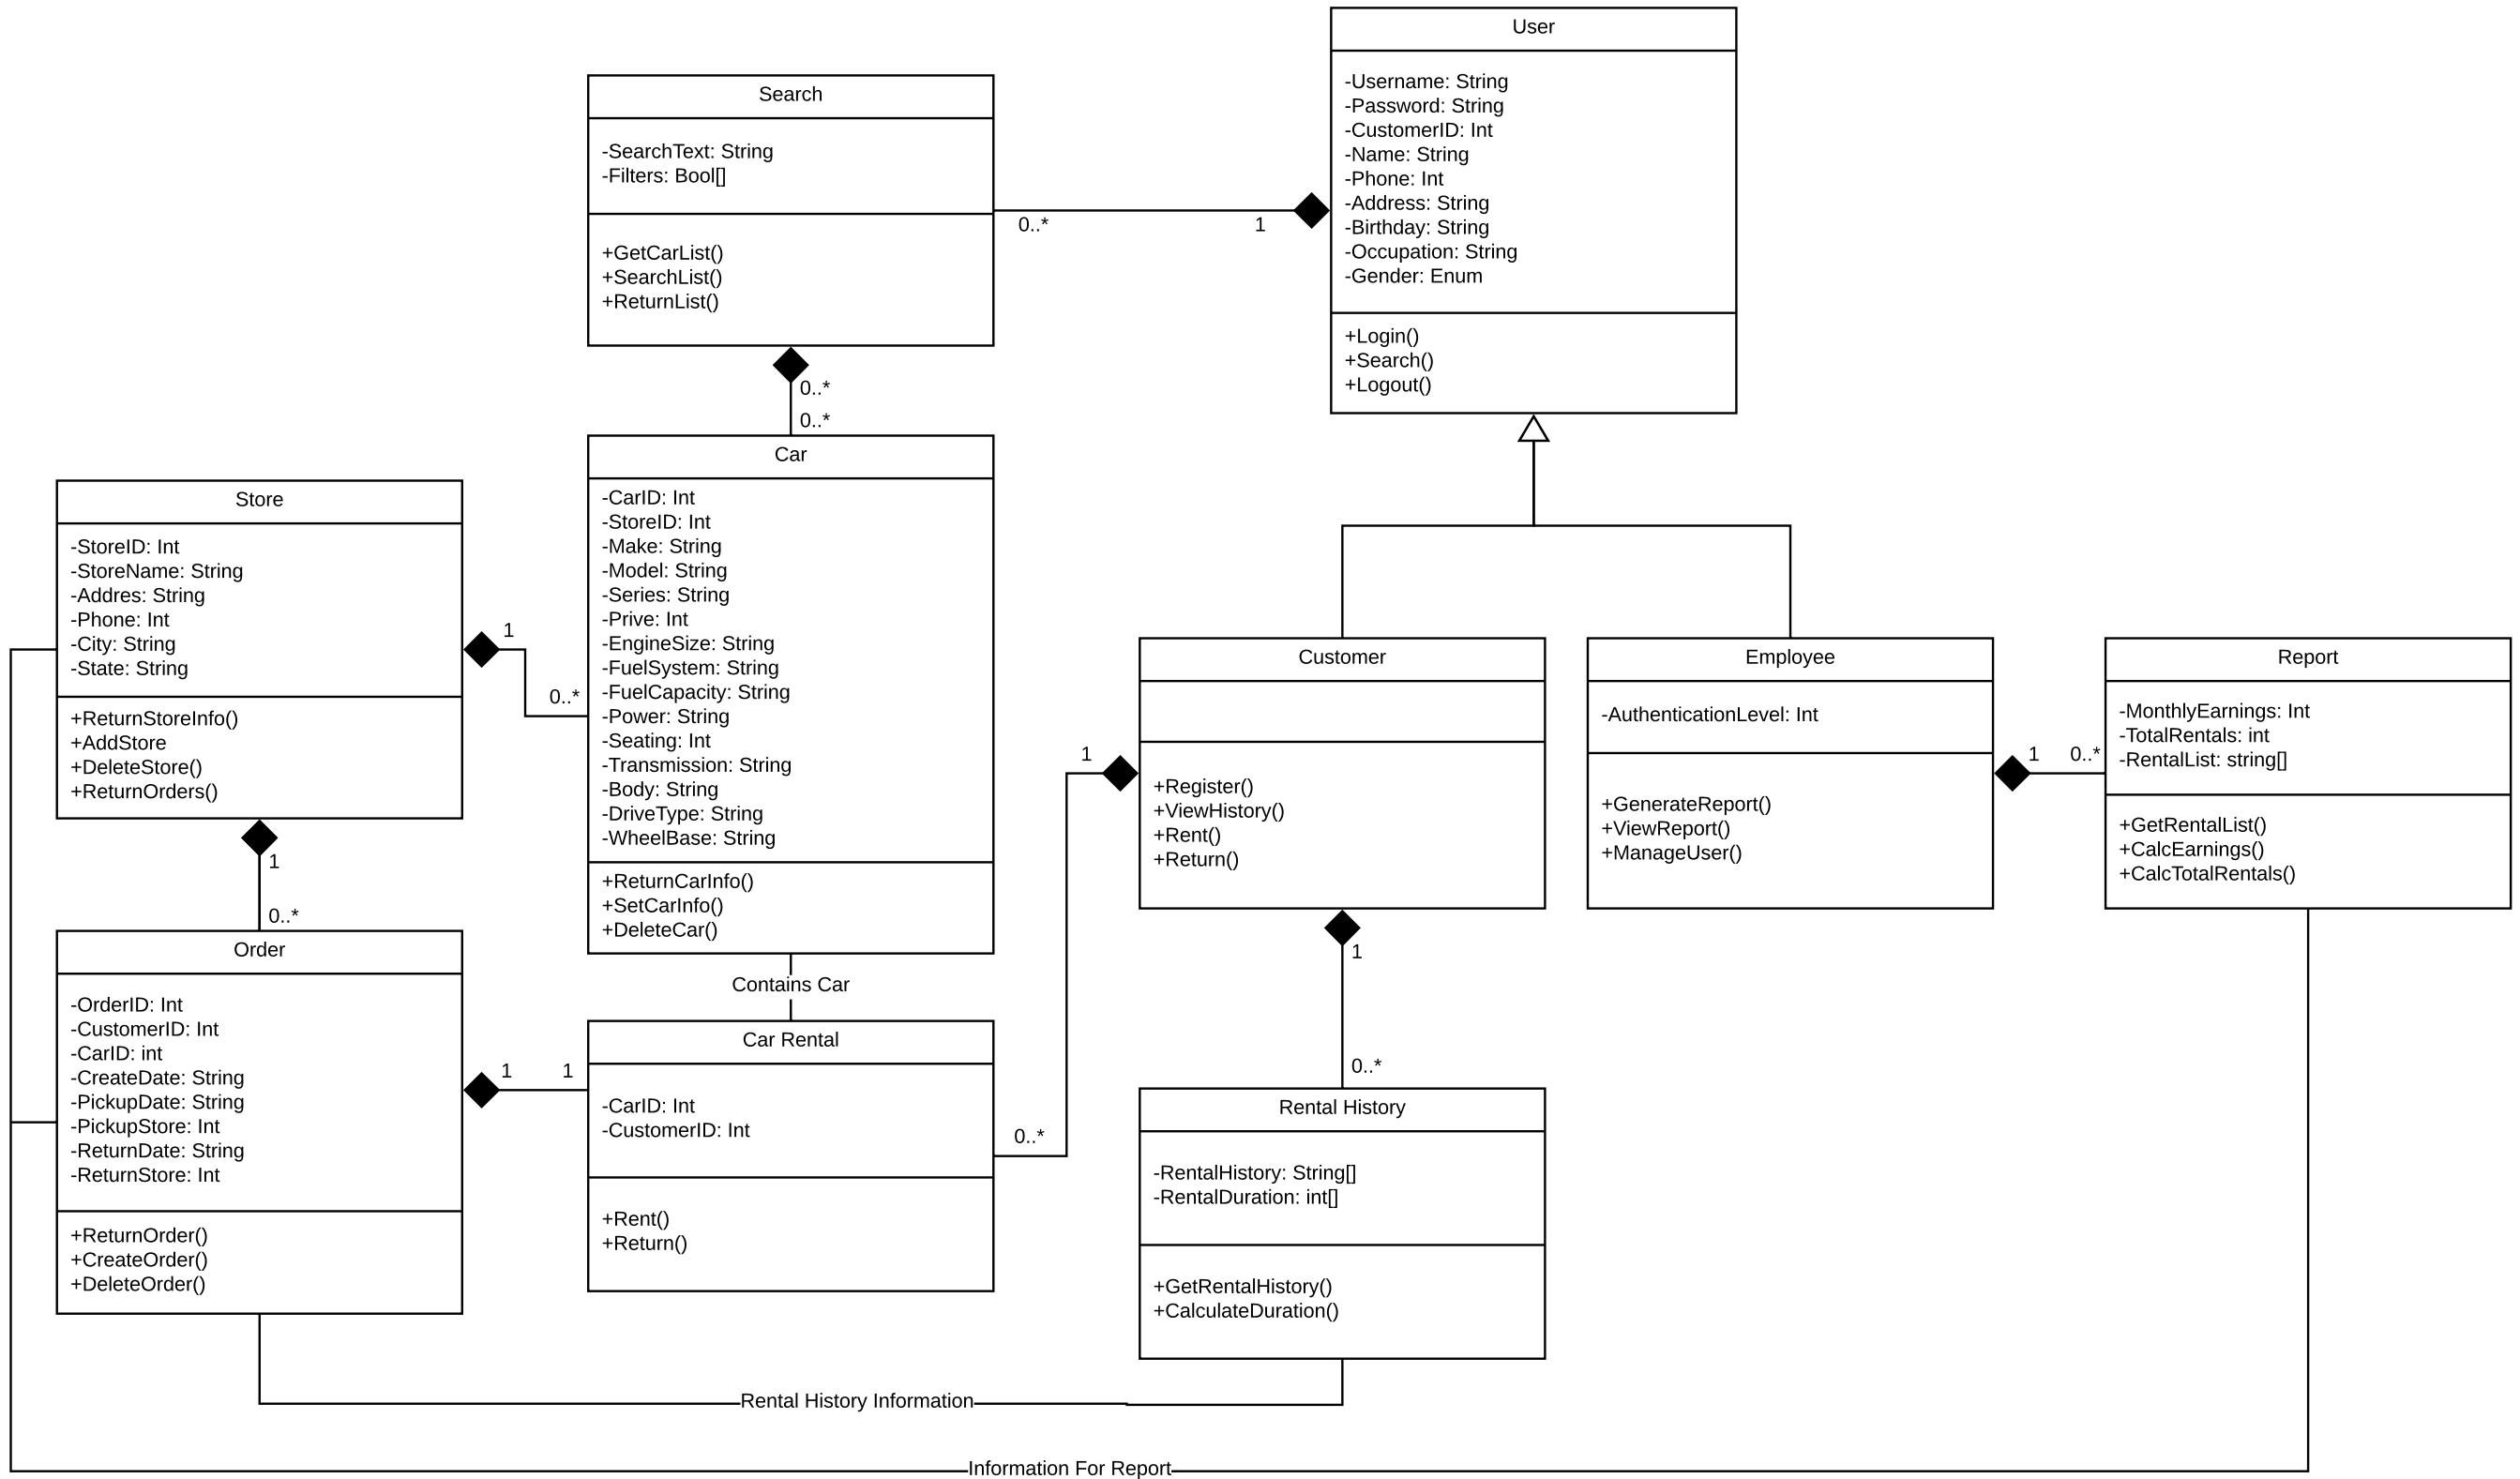 User
-Username: String
-Password: String
-CustomerID: Int
-Name: String
-Phone: Int
-Address: String
-Birthday: String
-Occupation: String
-Gender: Enum
+Login()
+Search()
+Logout()
Search
-SearchText: String
-Filters: Bool[]
+GetCarList()
+SearchList()
+ReturnList()
0..*
1
0..*
0..*
Car
-CarID: Int
-StoreID: Int
-Make: String
-Model: String
-Series: String
-Prive: Int
-EngineSize: String
-FuelSystem: String
-FuelCapacity: String
-Power: String
-Seating: Int
-Transmission: String
-Body: String
-DriveType: String
-WheelBase: String
+ReturnCarInfo()
+SetCarInfo()
+DeleteCar()
Store
-StoreID: Int
-StoreName: String
-Addres: String
-Phone: Int
-City: String
-State: String
+ReturnStoreInfo()
+AddStore
+DeleteStore()
+ReturnOrders()
1
0..*
1
0..*
Customer
+Register()
+ViewHistory()
+Rent()
+Return()
Employee
-AuthenticationLevel: Int
+GenerateReport()
+ViewReport()
+ManageUser()
1
0..*
Report
-MonthlyEarnings: Int
-TotalRentals: int
-RentalList: string[]
+GetRentalList()
+CalcEarnings()
+CalcTotalRentals()
Order
-OrderID: Int
-CustomerID: Int
-CarID: int
-CreateDate: String
-PickupDate: String
-PickupStore: Int
-ReturnDate: String
-ReturnStore: Int
+ReturnOrder()
+CreateOrder()
+DeleteOrder()
1
1
Contains Car
Car Rental
-CarID: Int
-CustomerID: Int
+Rent()
+Return()
1
0..*
1
0..*
Rental History
-RentalHistory: String[]
-RentalDuration: int[]
+GetRentalHistory()
+CalculateDuration()
Rental History Information
Information For Report